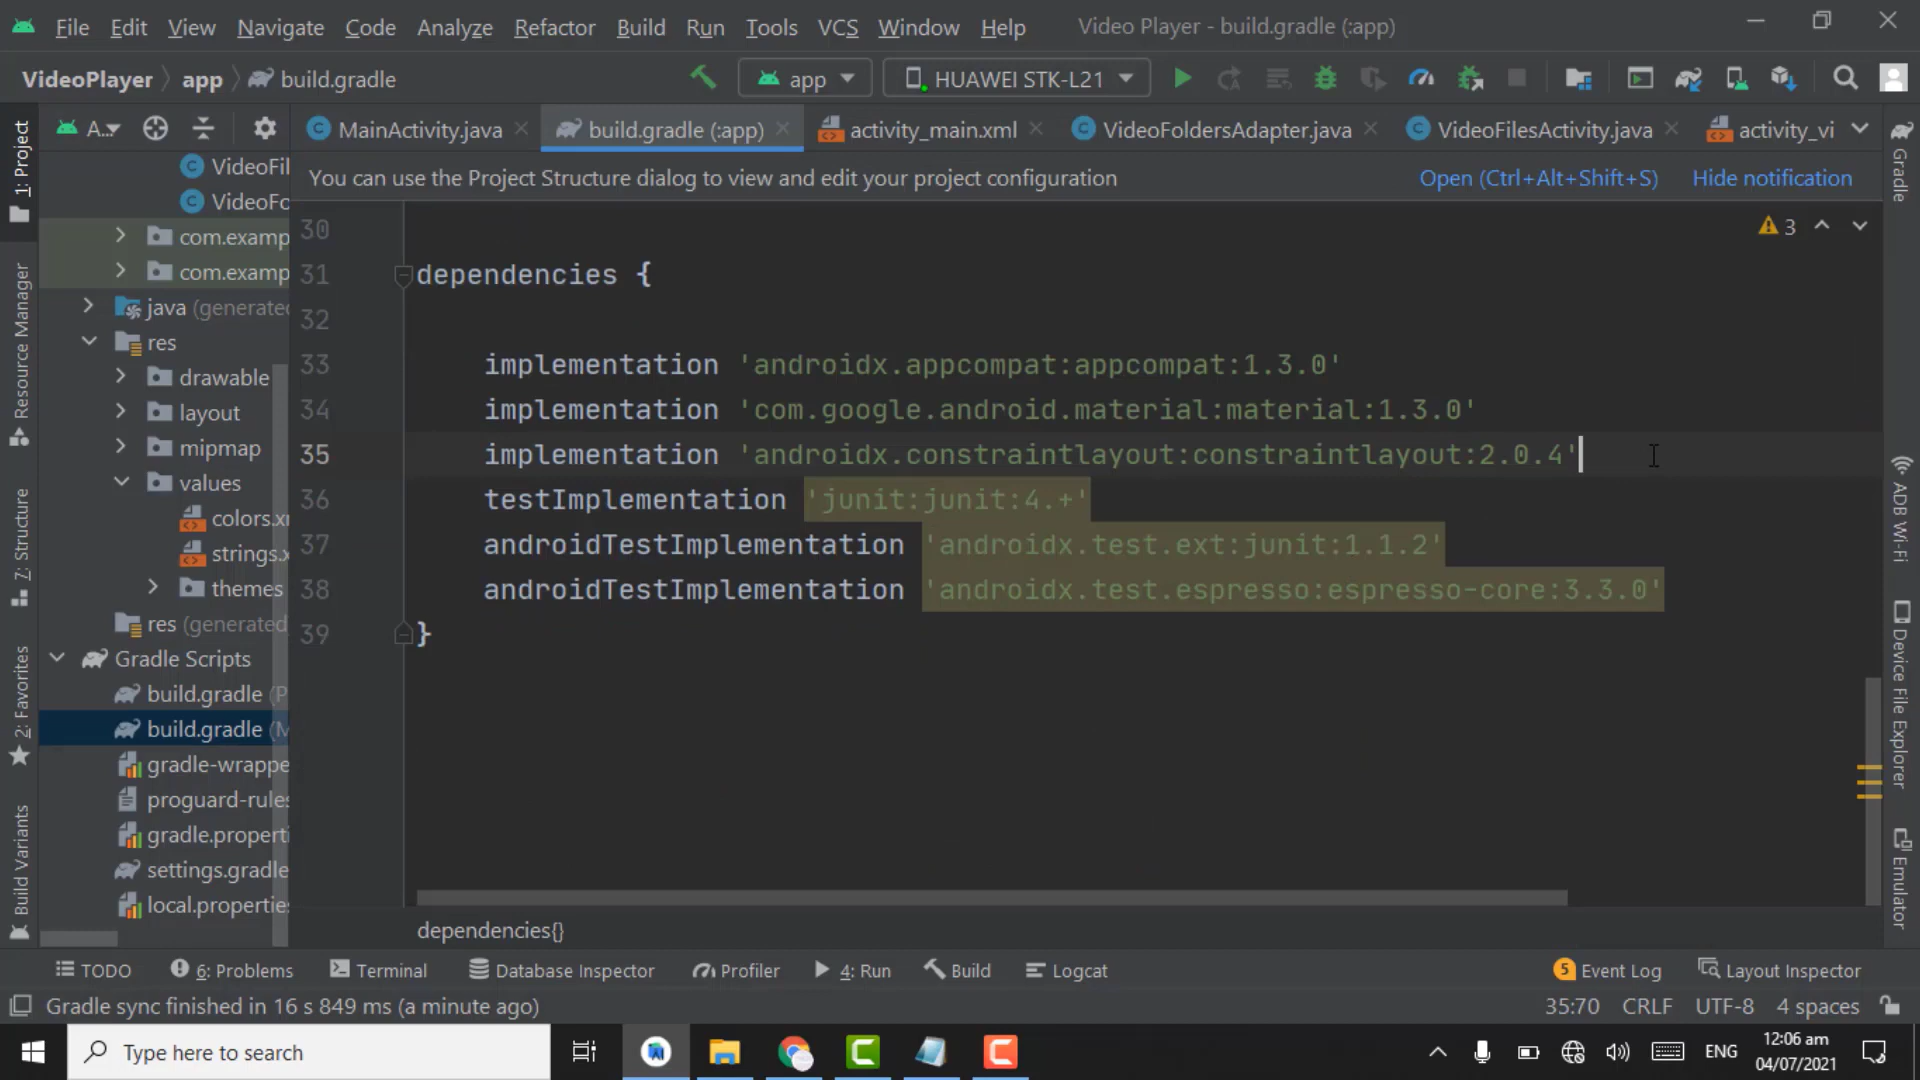 File Edit View Navigate Code Analyze Refactor Build Run Tools VCS Window Help Video Player - build.gradle (:app)
VideoPlayer app build.gradle app HUAWEI STK-L21
A... MainActivity.java build.gradle (:app) activity_main.xml VideoFoldersAdapter.java VideoFilesActivity.java activity_vi
You can use the Project Structure dialog to view and edit your project configuration Open (Ctrl+Alt+Shift+S) Hide notification
1: Project
Resource Manager
7: Structure
2: Favorites
Build Variants
VideoFil
VideoFo
com.examp
com.examp
java (generated
res
drawable
layout
mipmap
values
colors.xm
strings.x
themes
res (generated
Gradle Scripts
build.gradle (P
build.gradle (M
gradle-wrappe
proguard-rules
gradle.properti
settings.gradle
local.propertie
3
30
31 dependencies {
32
33 implementation 'androidx.appcompat:appcompat:1.3.0'
34 implementation 'com.google.android.material:material:1.3.0'
35 implementation 'androidx.constraintlayout:constraintlayout:2.0.4'
36 testImplementation 'junit:junit:4.+'
37 androidTestImplementation 'androidx.test.ext:junit:1.1.2'
38 androidTestImplementation 'androidx.test.espresso:espresso-core:3.3.0'
39 }
dependencies{}
Gradle
ADB Wi-Fi
Device File Explorer
Emulator
TODO 6: Problems Terminal Database Inspector Profiler 4: Run Build Logcat 5 Event Log Layout Inspector
Gradle sync finished in 16 s 849 ms (a minute ago) 35:70 CRLF UTF-8 4 spaces
Type here to search ENG 12:06 am
04/07/2021